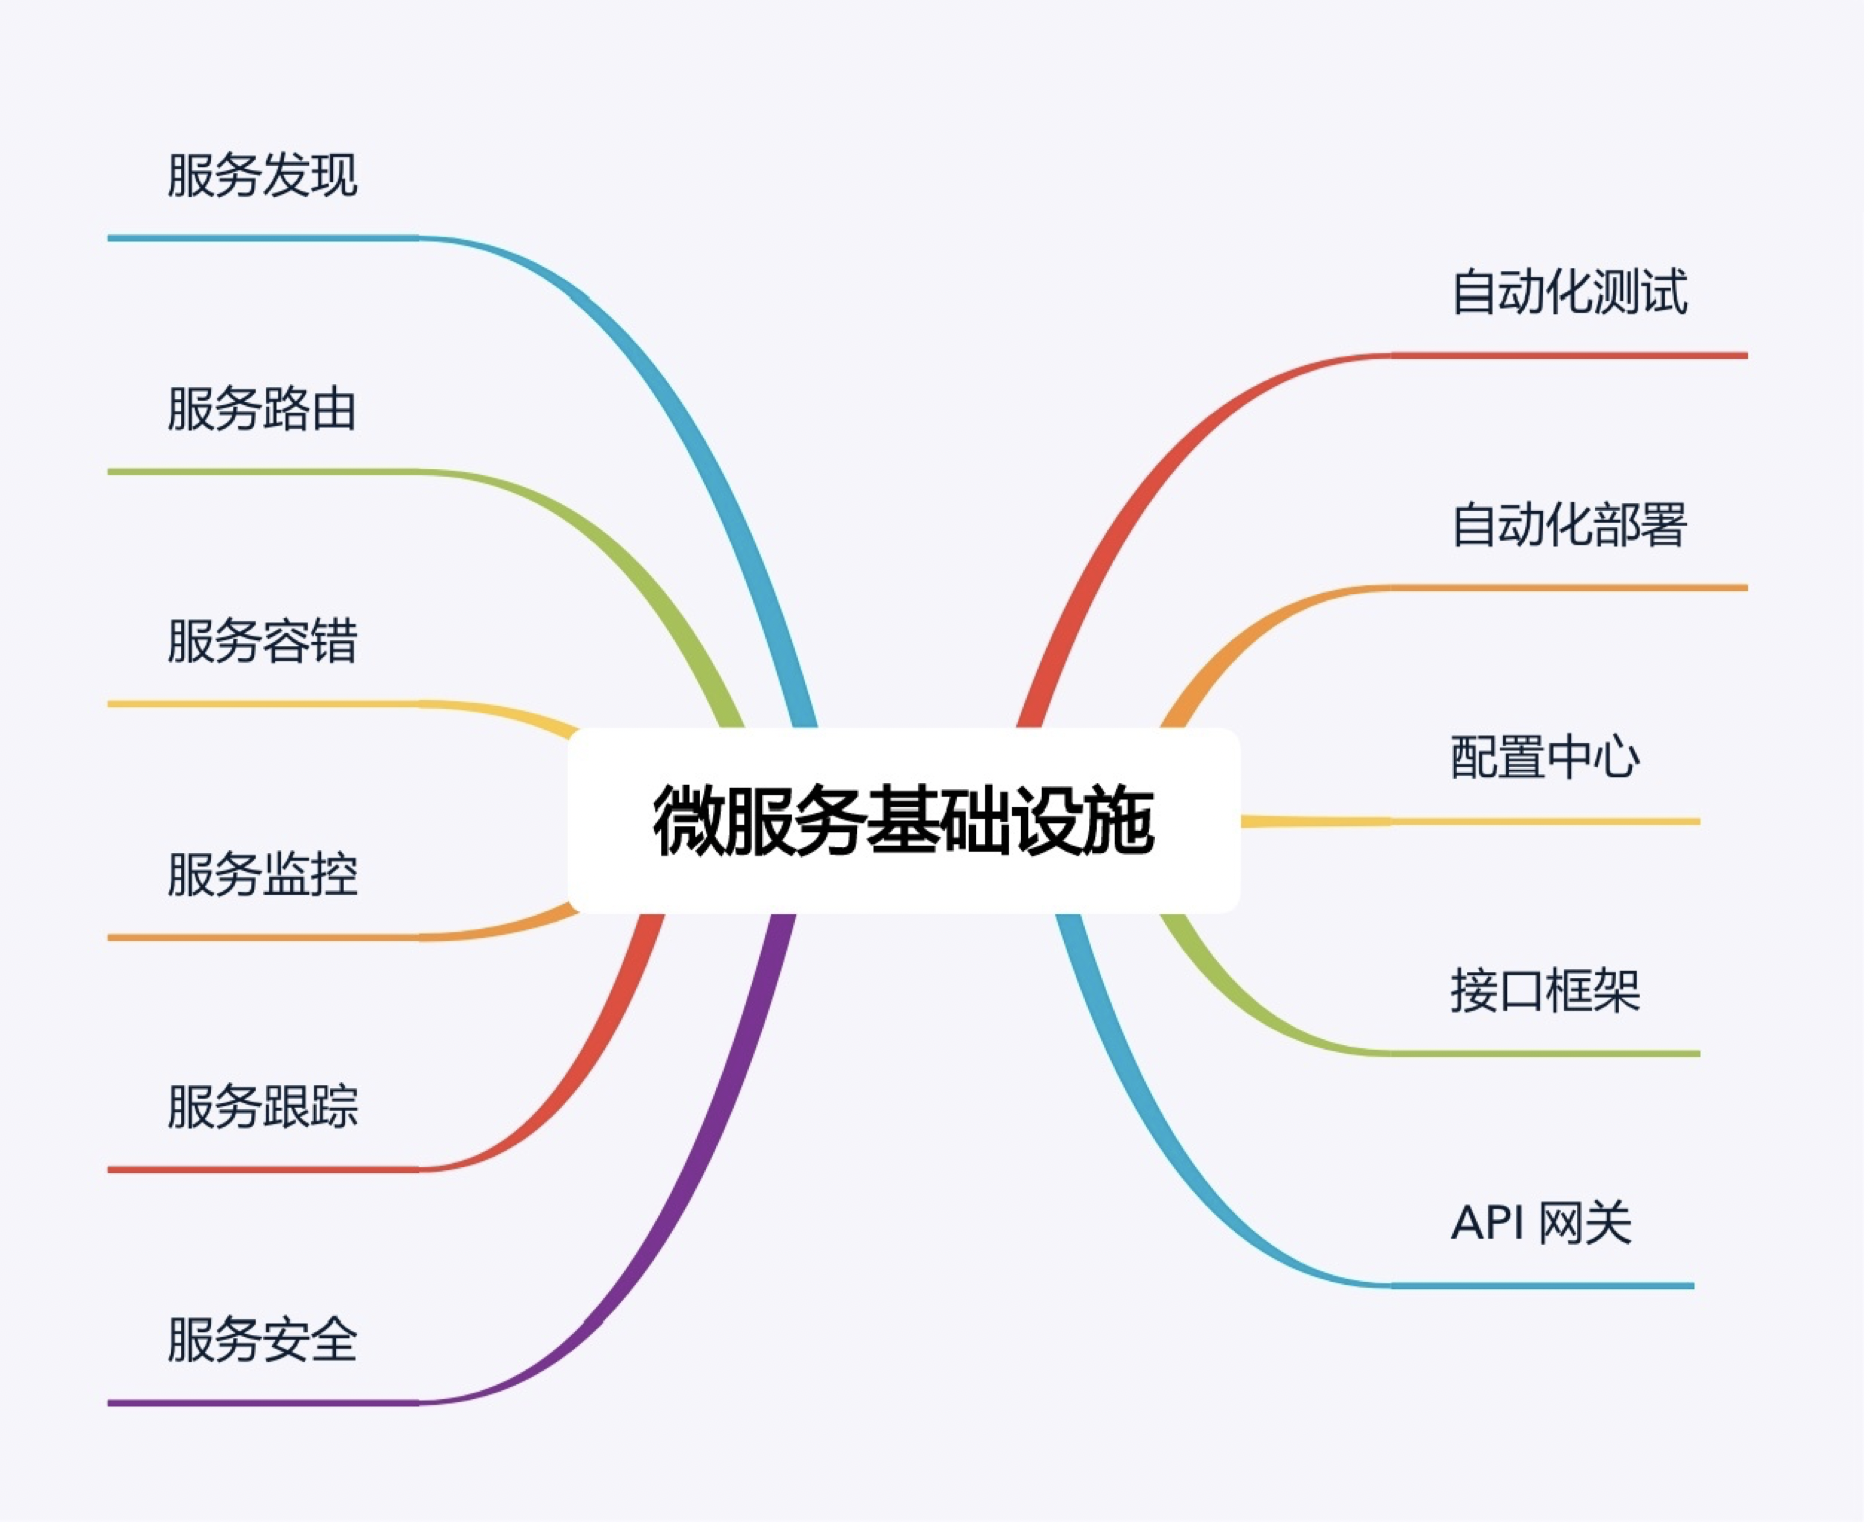 服务发现
服务路由
服务容错
服务监控
服务跟踪
服务安全
微服务基础设施
自动化测试
自动化部署
配置中心
接口框架
API 网关